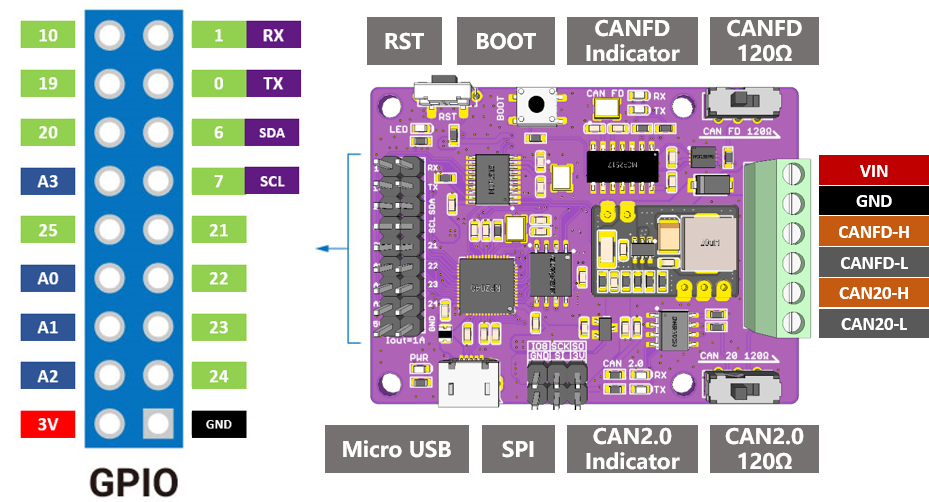 RST
BOOT
CANFD
Indicator
CANFD
120Ω
10
1 RX
19
0 TX
20
6 SDA
A3
7 SCL
25
21
A0
22
A1
23
A2
24
3V
GND
GPIO
RST
BOOT
CAN FD
RX
TX
LED
CAN FD 120Ω
RX
TX
SDA
SCL
21
22
23
24
GND
Iout=1A
PWR
IO8 SCK SO
GND SI 3V
CAN 2.0
RX
TX
CAN 20 120Ω
VIN
GND
CANFD-H
CANFD-L
CAN20-H
CAN20-L
Micro USB
SPI
CAN2.0
Indicator
CAN2.0
120Ω